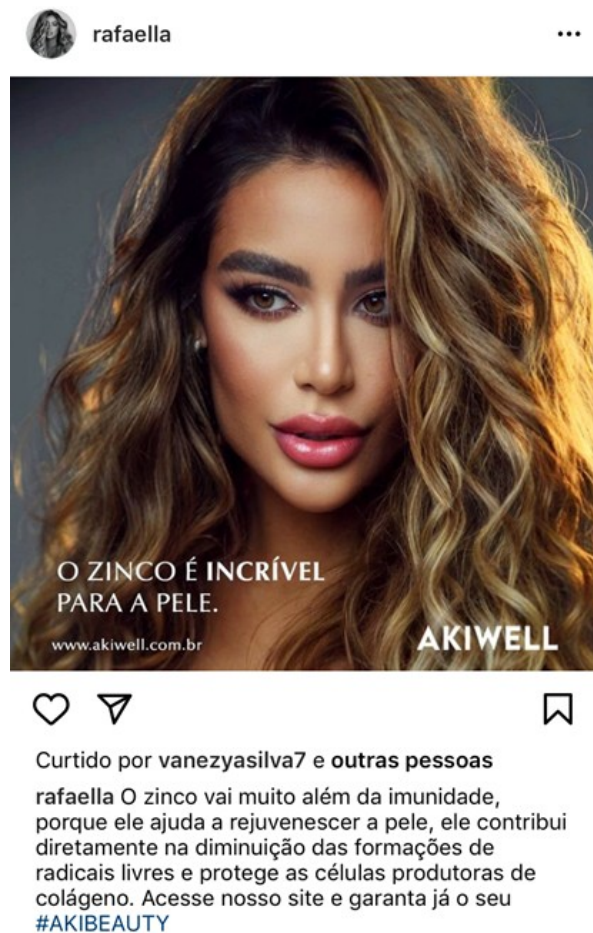 rafaella
O ZINCO É INCRÍVEL
PARA A PELE.
www.akiwell.com.br
AKIWELL
Curtido por vanezyasilva7 e outras pessoas
rafaella O zinco vai muito além da imunidade,
porque ele ajuda a rejuvenescer a pele, ele contribui
diretamente na diminuição das formações de
radicais livres e protege as células produtoras de
colágeno. Acesse nosso site e garanta já o seu
#AKIBEAUTY